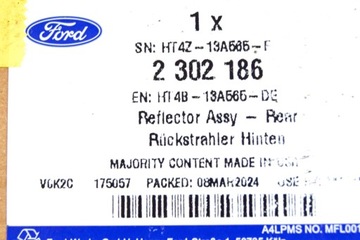 Ford
1 x
SN: HT4Z-13A565-F
2 302 186
EN: HT4B-13A565-DE
Reflector Assy - Rear
Rückstrahler Hinten
MAJORITY CONTENT MADE IN
V0K2C 175057 PACKED: 08MAR2024 USE
A4LPMS NO. MFL001